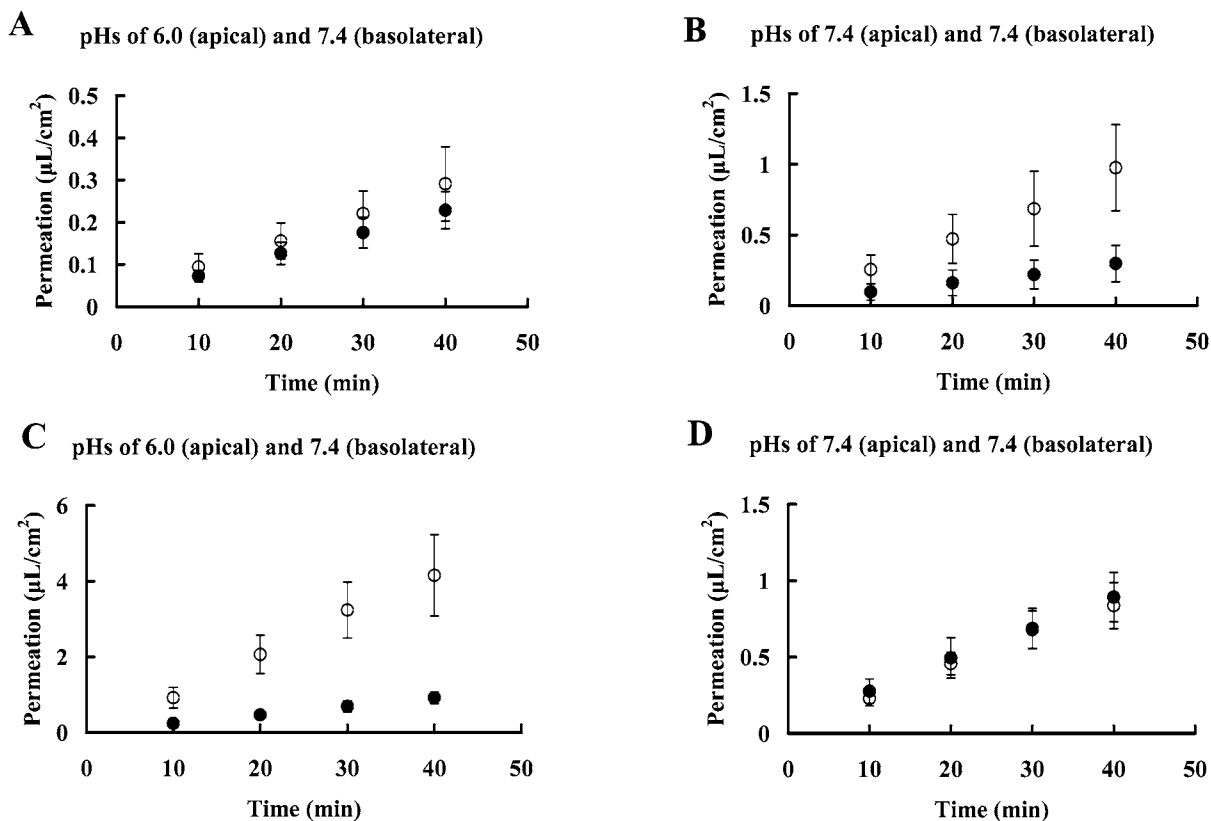 A
pHs of 6.0 (apical) and 7.4 (basolateral)
Permeation (μL/cm²)
0.5
0.4
0.3
0.2
0.1
0
0 10 20 30 40 50
Time (min)
B
pHs of 7.4 (apical) and 7.4 (basolateral)
Permeation (μL/cm²)
1.5
1
0.5
0
0 10 20 30 40 50
Time (min)
C
pHs of 6.0 (apical) and 7.4 (basolateral)
Permeation (μL/cm²)
6
4
2
0
0 10 20 30 40 50
Time (min)
D
pHs of 7.4 (apical) and 7.4 (basolateral)
Permeation (μL/cm²)
1.5
1
0.5
0
0 10 20 30 40 50
Time (min)